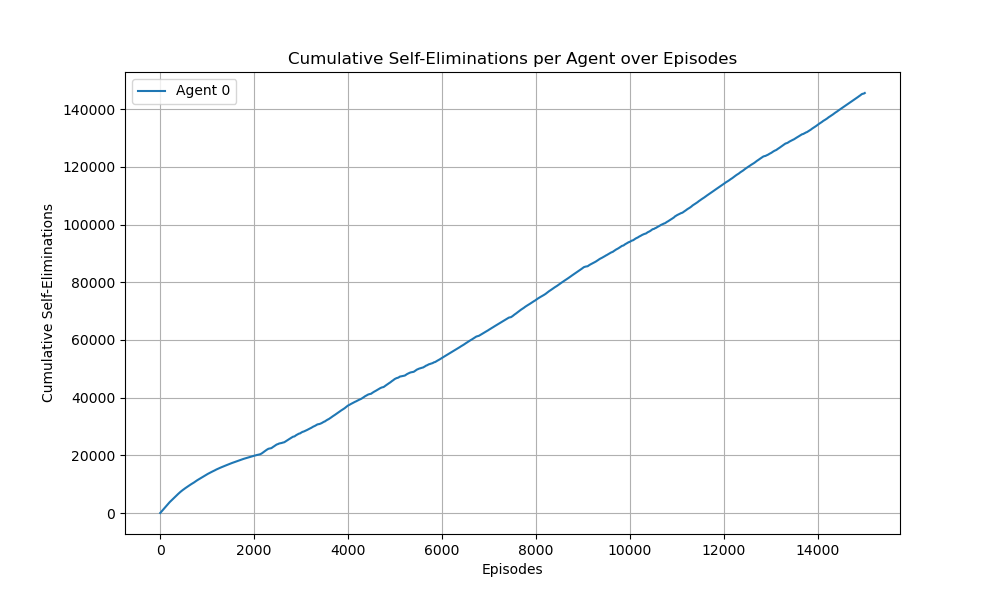 Cumulative Self-Eliminations per Agent over Episodes
Agent 0
Cumulative Self-Eliminations
140000
120000
100000
80000
60000
40000
20000
0
0 2000 4000 6000 8000 10000 12000 14000
Episodes